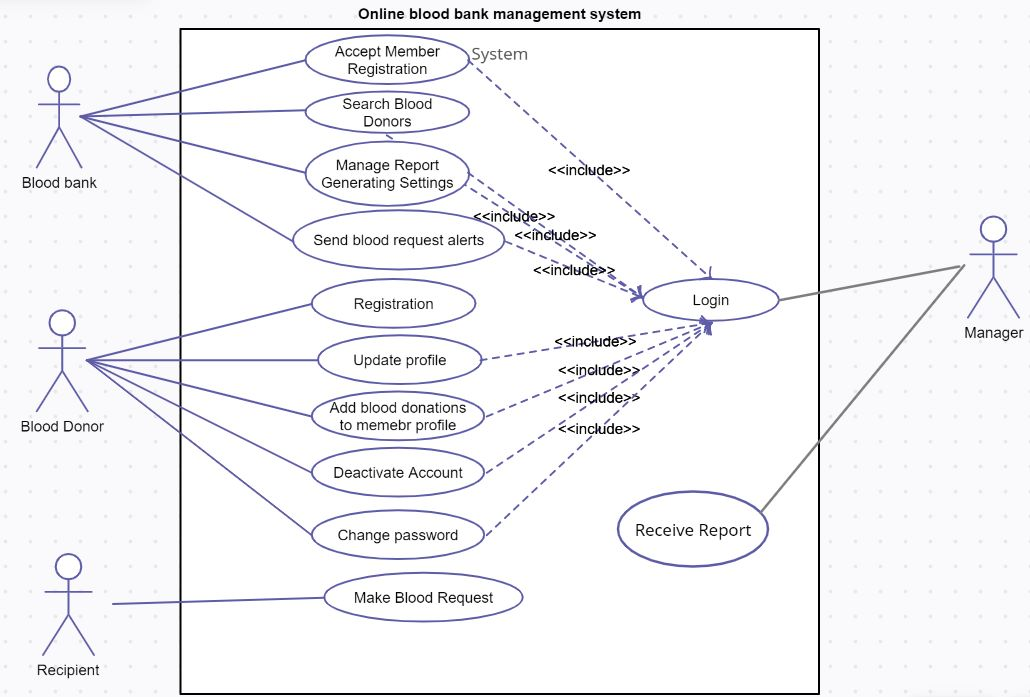 Online blood bank management system
Accept Member
Registration
System
Search Blood
Donors
<<include>>
Manage Report
Generating Settings
Blood bank
<<include>>
<<include>>
Send blood request alerts
<<include>>
Login
Registration
Manager
<<include>>
Update profile
<<include>>
<<include>>
Add blood donations
to memebr profile
Blood Donor
<<include>>
Deactivate Account
Receive Report
Change password
Make Blood Request
Recipient